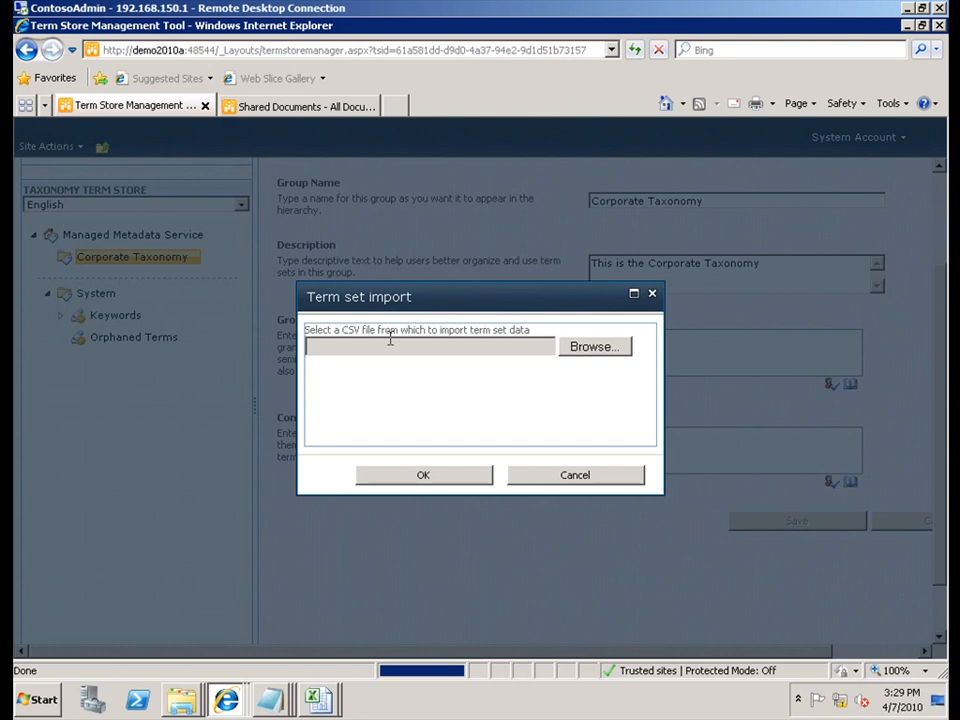 ContosoAdmin - 192.168.150.1 - Remote Desktop Connection
Term Store Management Tool - Windows Internet Explorer
http://demo2010a:48544/_Layouts/termstoremanager.aspx?tsid=61a581dd-d9d0-4a37-94e2-9d1d51b73157
Bing
Favorites
Suggested Sites
Web Slice Gallery
Term Store Management ...
Shared Documents - All Docu...
Page
Safety
Tools
System Account
Site Actions
TAXONOMY TERM STORE
English
Managed Metadata Service
Corporate Taxonomy
System
Keywords
Orphaned Terms
Group Name
Type a name for this group as you want it to appear in the
hierarchy.
Corporate Taxonomy
Description
Type descriptive text to help users better organize and use term
sets in this group.
This is the Corporate Taxonomy
Term set import
Select a CSV file from which to import term set data
Browse...
OK
Cancel
Save
Done
Trusted sites | Protected Mode: Off
100%
Start
3:29 PM
4/7/2010